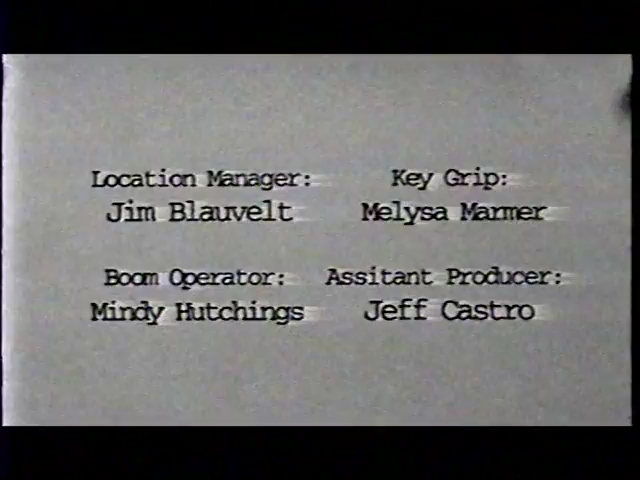 Location Manager:
Jim Blauvelt
Key Grip:
Melysa Marmer
Boom Operator:
Mindy Hutchings
Assitant Producer:
Jeff Castro